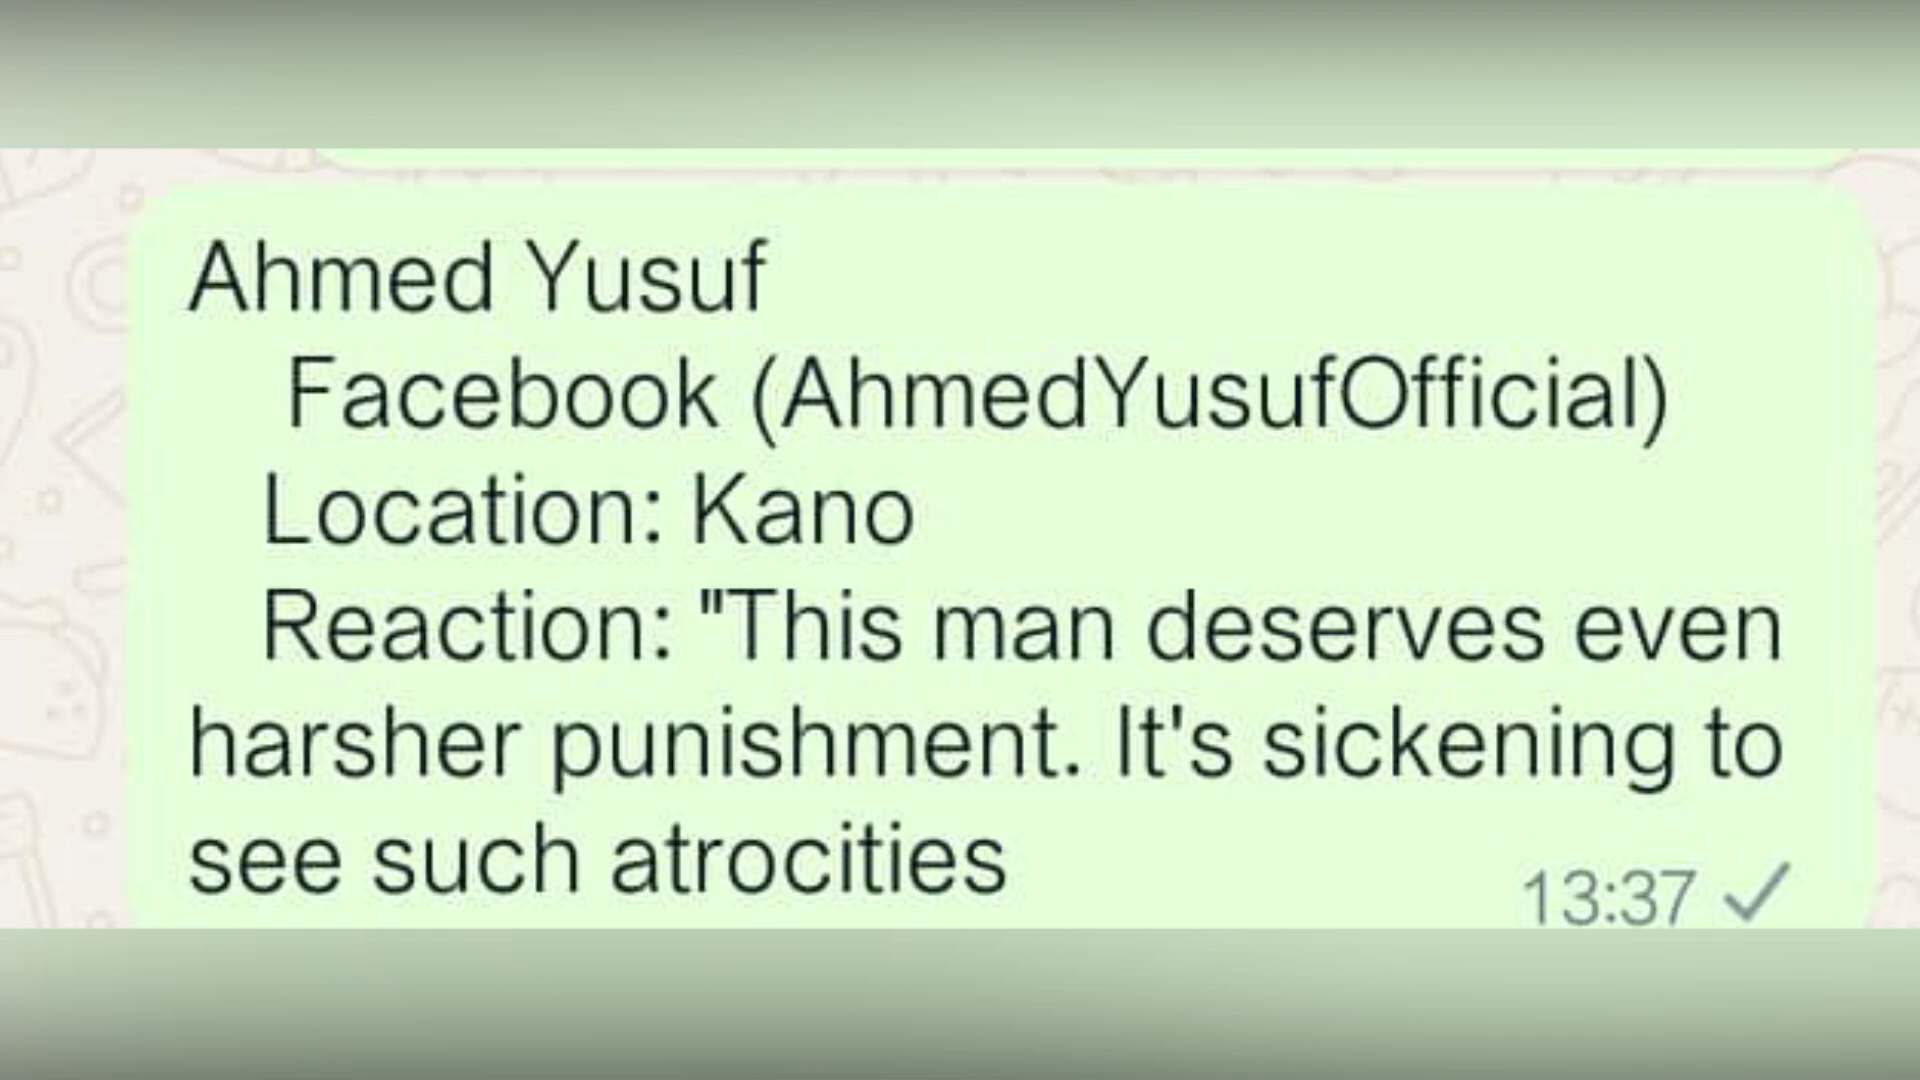 Ahmed Yusuf
Facebook (AhmedYusufOfficial)
Location: Kano
Reaction: "This man deserves even
harsher punishment. It's sickening to
see such atrocities
13:37